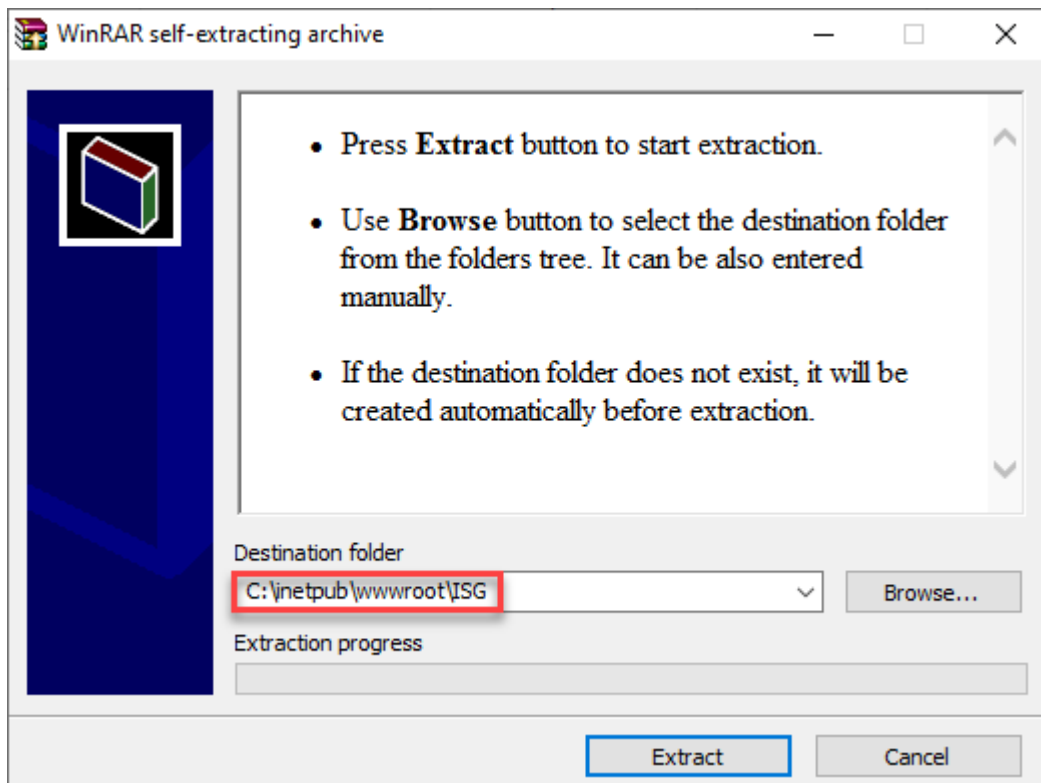 WinRAR self-extracting archive
• Press Extract button to start extraction.
• Use Browse button to select the destination folder
from the folders tree. It can be also entered
manually.
• If the destination folder does not exist, it will be
created automatically before extraction.
Destination folder
C:\inetpub\wwwroot\ISG
Browse...
Extraction progress
Extract
Cancel